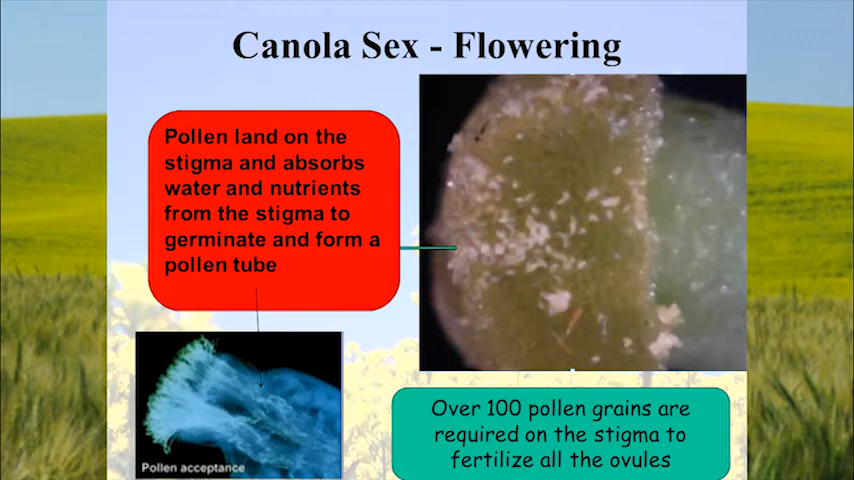 Canola Sex - Flowering
Pollen land on the
stigma and absorbs
water and nutrients
from the stigma to
germinate and form a
pollen tube
Pollen acceptance
Over 100 pollen grains are
required on the stigma to
fertilize all the ovules